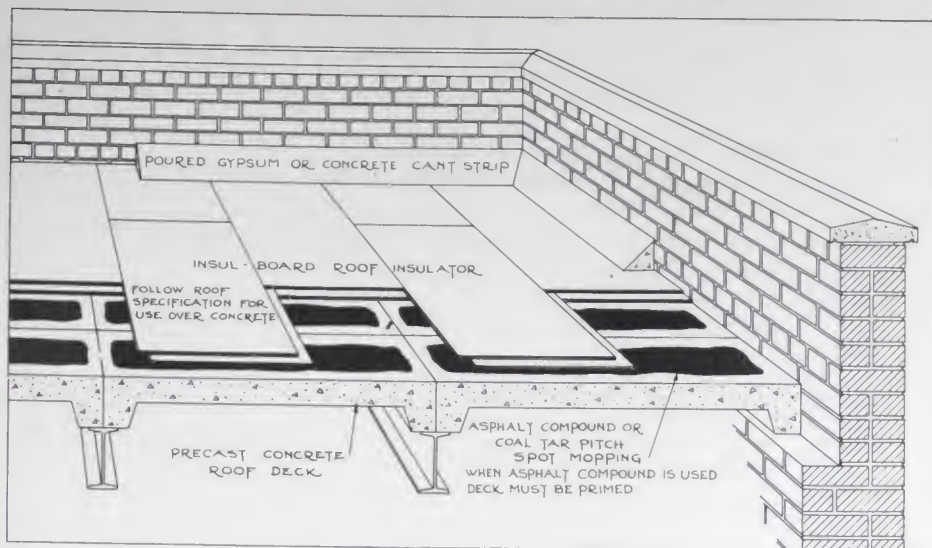 POURED GYPSUM OR CONCRETE CANT STRIP
INSUL-BOARD ROOF INSULATOR
FOLLOW ROOF
SPECIFICATION FOR
USE OVER CONCRETE
PRECAST CONCRETE
ROOF DECK
ASPHALT COMPOUND OR
COAL TAR PITCH
SPOT MOPPING
WHEN ASPHALT COMPOUND IS USED
DECK MUST BE PRIMED